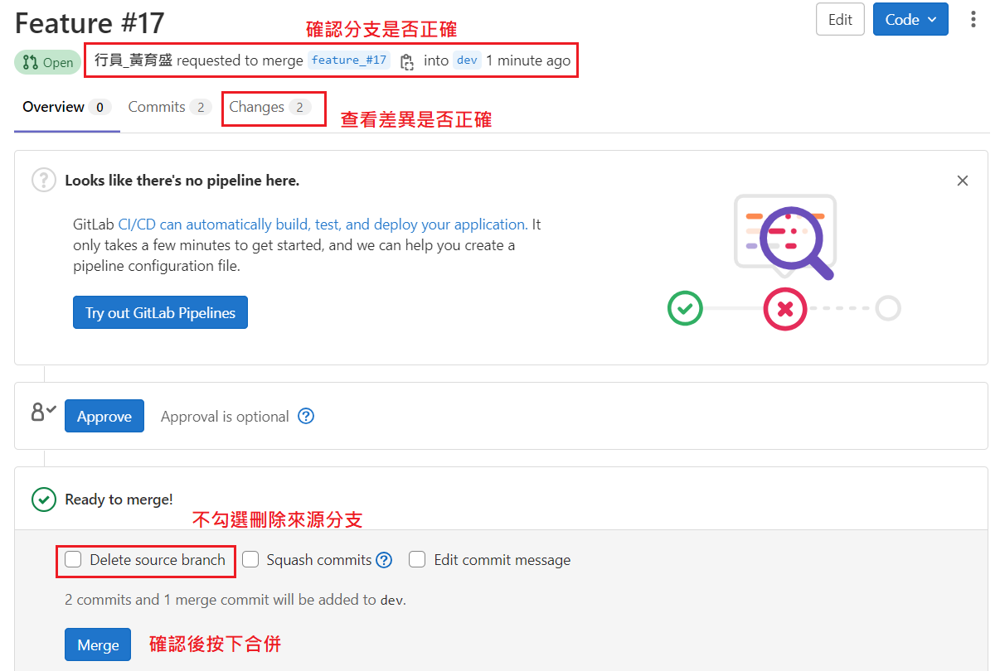 Feature #17
確認分支是否正確
Edit
Code
Open
行員_黃育盛 requested to merge feature_#17 into dev 1 minute ago
Overview 0 Commits 2 Changes 2
查看差異是否正確
Looks like there's no pipeline here.
GitLab CI/CD can automatically build, test, and deploy your application. It
only takes a few minutes to get started, and we can help you create a
pipeline configuration file.
Try out GitLab Pipelines
Approve Approval is optional
Ready to merge!
不勾選刪除來源分支
Delete source branch Squash commits Edit commit message
2 commits and 1 merge commit will be added to dev.
Merge 確認後按下合併